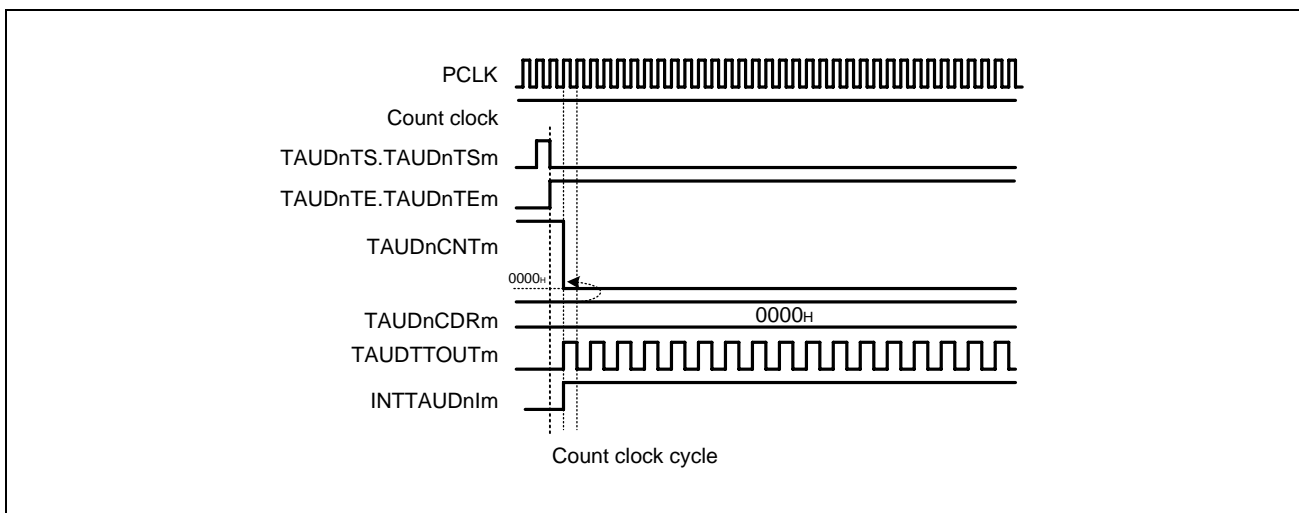 PCLK
Count clock
TAUDnTS.TAUDnTSm
TAUDnTE.TAUDnTEm
TAUDnCNTm
0000H
TAUDnCDRm
0000H
TAUDTTOUTm
INTTAUDnIm
Count clock cycle